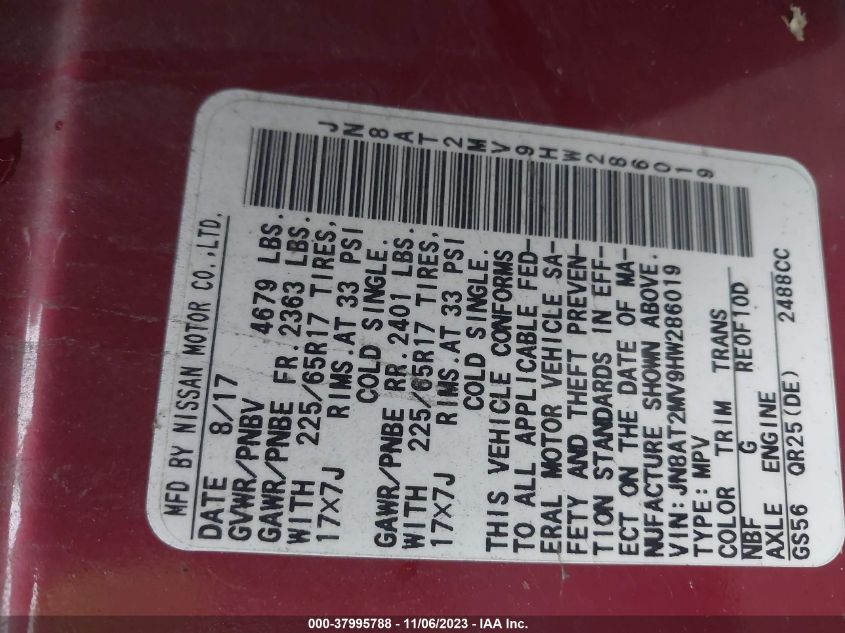 JN8AT2MV9HW286019
MFD BY NISSAN MOTOR CO.,LTD.
DATE 8/17
GVWR/PNBV 4679 LBS.
GAWR/PNBE FR.2363 LBS.
WITH 225/65R17 TIRES,
17X7J RIMS.AT 33 PSI
COLD SINGLE.
GAWR/PNBE RR.2401 LBS.
WITH 225/65R17 TIRES,
17X7J RIMS.AT 33 PSI
COLD SINGLE.
THIS VEHICLE CONFORMS
TO ALL APPLICABLE FED-
ERAL MOTOR VEHICLE SA-
FETY AND THEFT PREVEN-
TION STANDARDS IN EFF-
ECT ON THE DATE OF MA-
NUFACTURE SHOWN ABOVE.
VIN:JN8AT2MV9HW286019
TYPE:MPV
COLOR TRIM TRANS
NBF G RE0F10D
AXLE ENGINE
GS56 QR25(DE) 2488CC
000-37995788 - 11/06/2023 - IAA Inc.